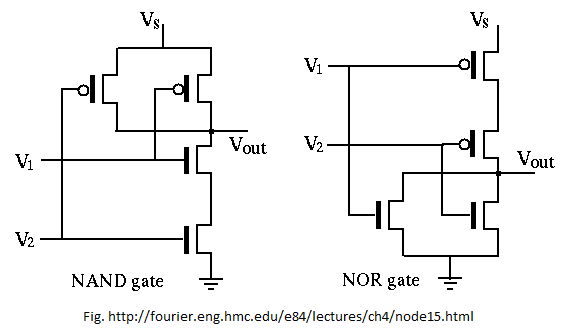 Vs
V1
Vout
V2
NAND gate
Vs
V1
V2
Vout
NOR gate
Fig. http://fourier.eng.hmc.edu/e84/lectures/ch4/node15.html